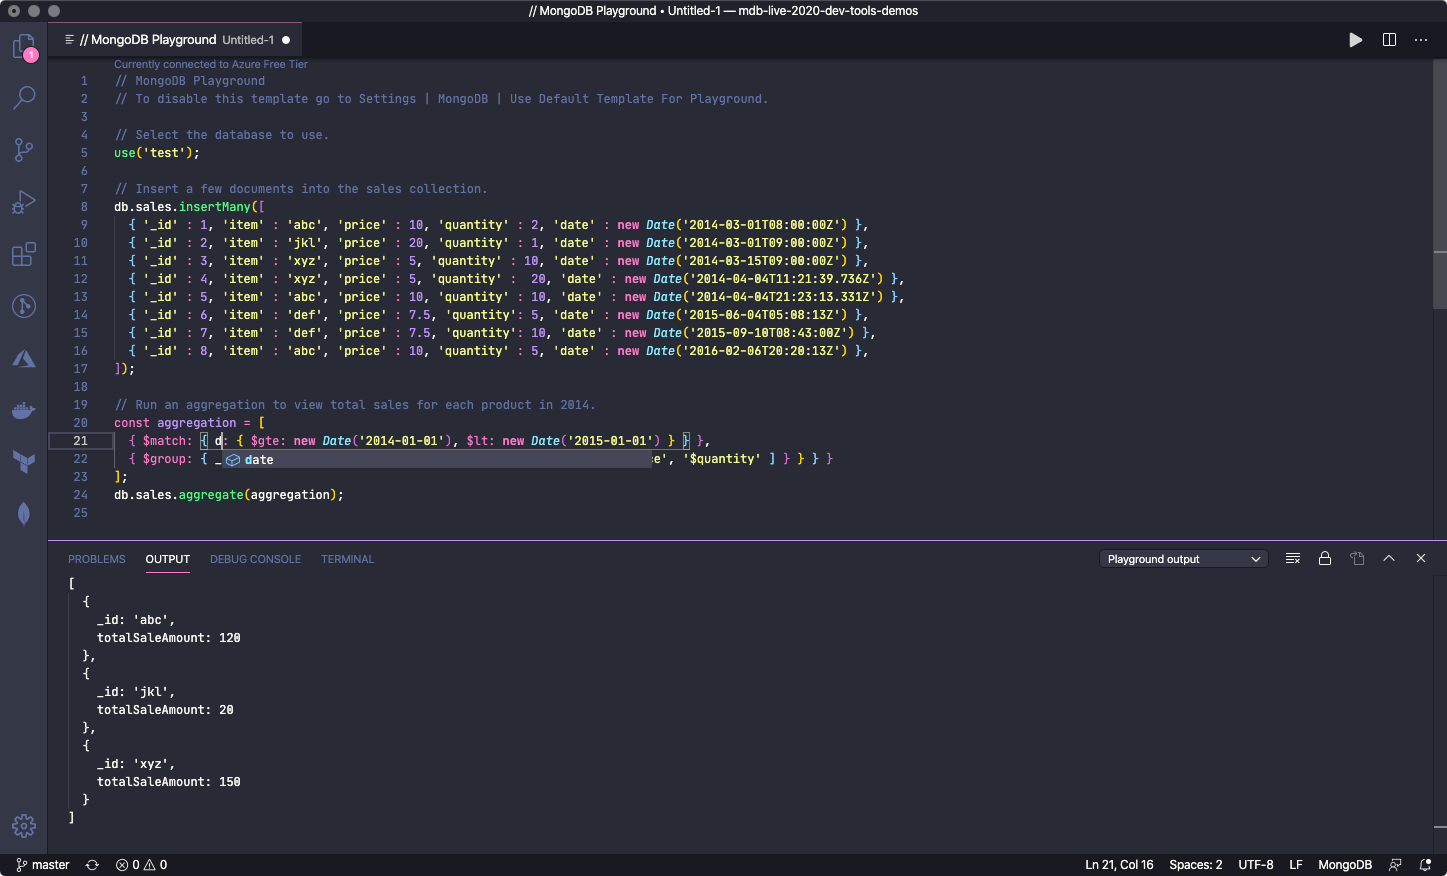 // MongoDB Playground • Untitled-1 — mdb-live-2020-dev-tools-demos
// MongoDB Playground Untitled-1
1
Currently connected to Azure Free Tier
1 // MongoDB Playground
2 // To disable this template go to Settings | MongoDB | Use Default Template For Playground.
3
4 // Select the database to use.
5 use('test');
6
7 // Insert a few documents into the sales collection.
8 db.sales.insertMany([
9 { '_id' : 1, 'item' : 'abc', 'price' : 10, 'quantity' : 2, 'date' : new Date('2014-03-01T08:00:00Z') },
10 { '_id' : 2, 'item' : 'jkl', 'price' : 20, 'quantity' : 1, 'date' : new Date('2014-03-01T09:00:00Z') },
11 { '_id' : 3, 'item' : 'xyz', 'price' : 5, 'quantity' : 10, 'date' : new Date('2014-03-15T09:00:00Z') },
12 { '_id' : 4, 'item' : 'xyz', 'price' : 5, 'quantity' :  20, 'date' : new Date('2014-04-04T11:21:39.736Z') },
13 { '_id' : 5, 'item' : 'abc', 'price' : 10, 'quantity' : 10, 'date' : new Date('2014-04-04T21:23:13.331Z') },
14 { '_id' : 6, 'item' : 'def', 'price' : 7.5, 'quantity': 5, 'date' : new Date('2015-06-04T05:08:13Z') },
15 { '_id' : 7, 'item' : 'def', 'price' : 7.5, 'quantity': 10, 'date' : new Date('2015-09-10T08:43:00Z') },
16 { '_id' : 8, 'item' : 'abc', 'price' : 10, 'quantity' : 5, 'date' : new Date('2016-02-06T20:20:13Z') },
17 ]);
18
19 // Run an aggregation to view total sales for each product in 2014.
20 const aggregation = [
21 { $match: { d: { $gte: new Date('2014-01-01'), $lt: new Date('2015-01-01') } } },
22 { $group: { _ date e', '$quantity' ] } } } }
23 ];
24 db.sales.aggregate(aggregation);
25
PROBLEMS OUTPUT DEBUG CONSOLE TERMINAL Playground output
[
{
_id: 'abc',
totalSaleAmount: 120
},
{
_id: 'jkl',
totalSaleAmount: 20
},
{
_id: 'xyz',
totalSaleAmount: 150
}
]
master 0 0 Ln 21, Col 16 Spaces: 2 UTF-8 LF MongoDB